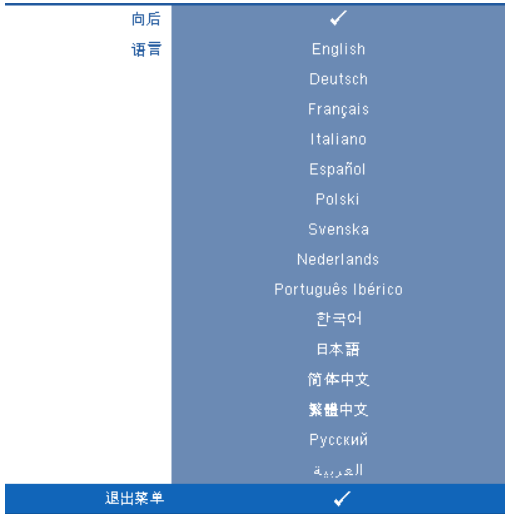 向后 ✓
语言 English
Deutsch
Français
Italiano
Español
Polski
Svenska
Nederlands
Português Ibérico
한국어
日本語
简体中文
繁體中文
Русский
العربية
退出菜单 ✓